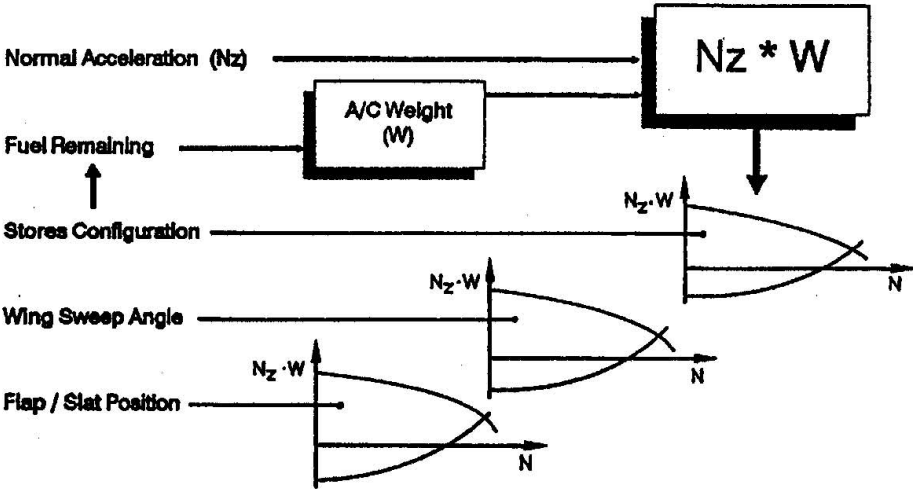 Normal Acceleration (Nz)
Nz * W
A/C Weight
(W)
Fuel Remaining
Nz·W
Stores Configuration
N
Nz·W
Wing Sweep Angle
N
Nz·W
Flap / Slat Position
N